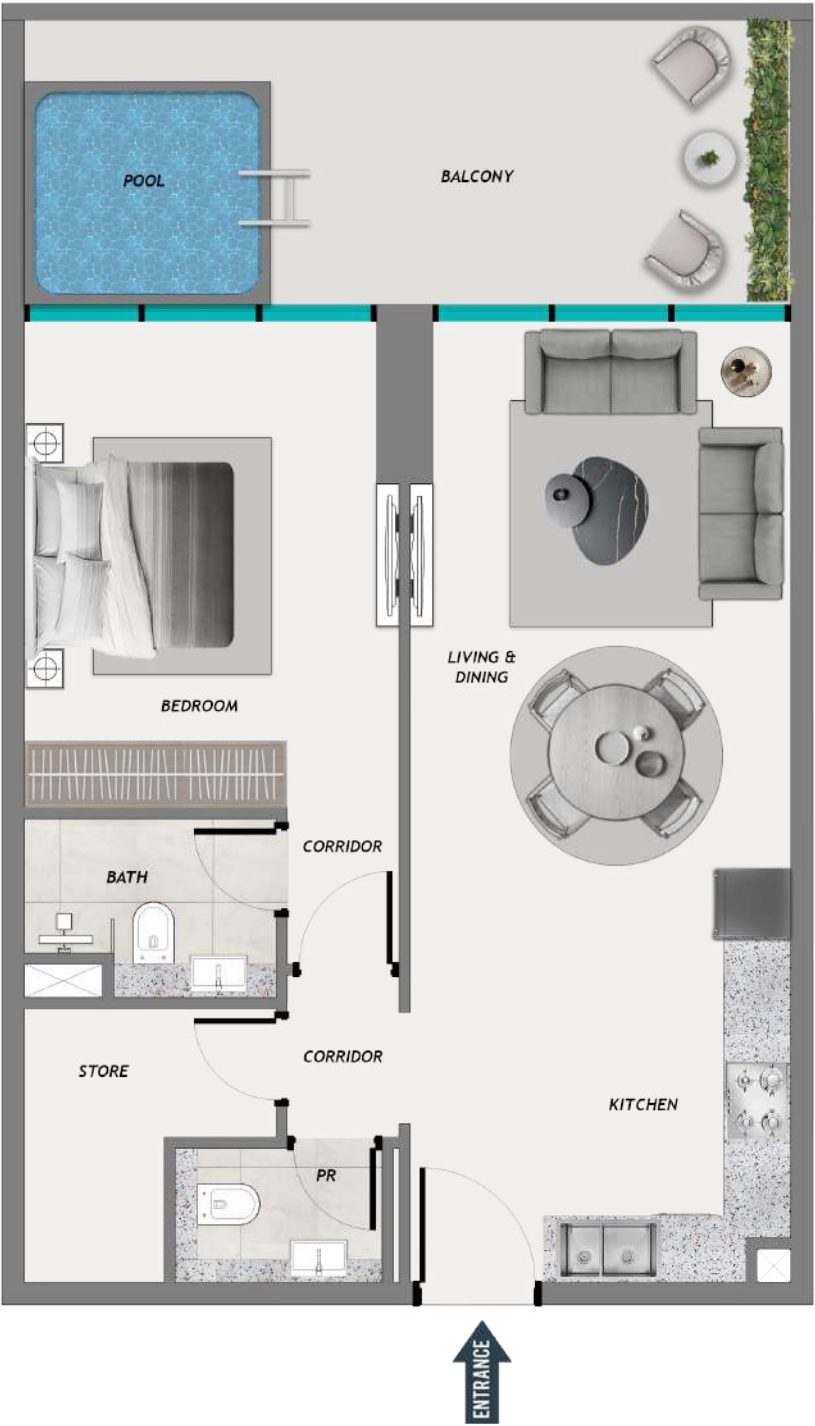 POOL
BALCONY
LIVING &
DINING
BEDROOM
CORRIDOR
BATH
CORRIDOR
STORE
KITCHEN
PR
ENTRANCE